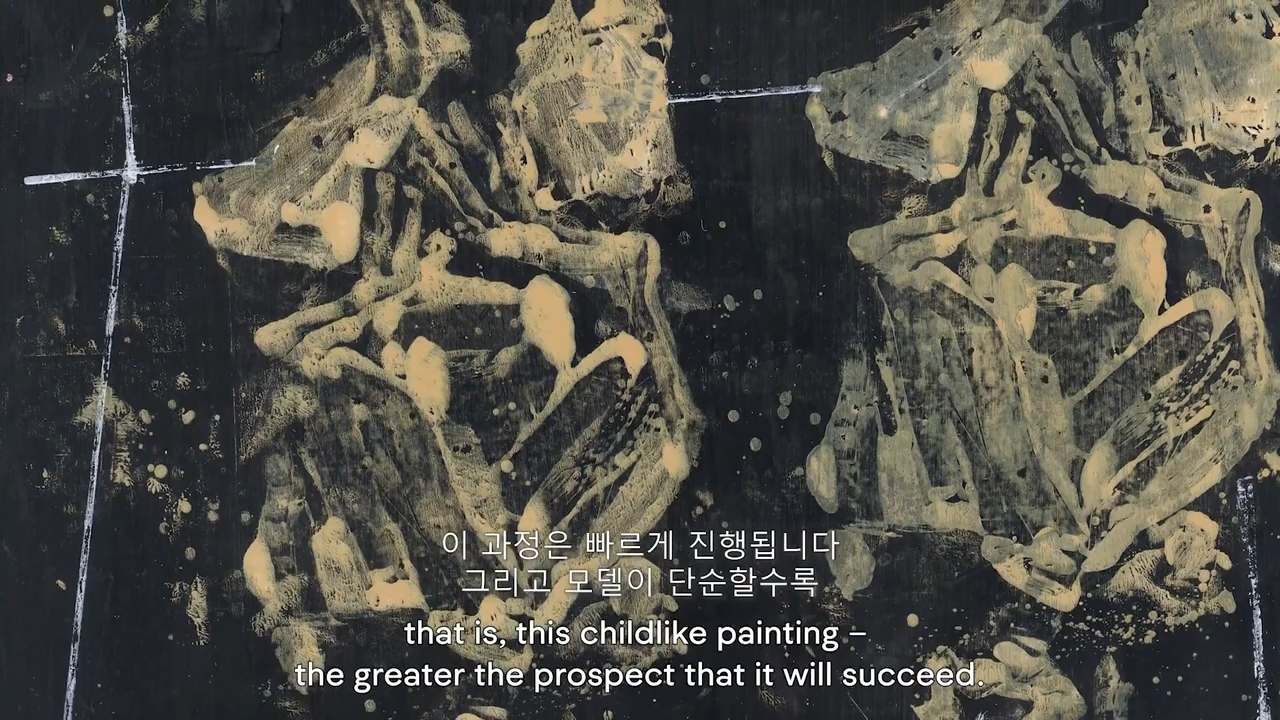 이 과정은 빠르게 진행됩니다
그리고 모델이 단순할수록
that is, this childlike painting –
the greater the prospect that it will succeed.